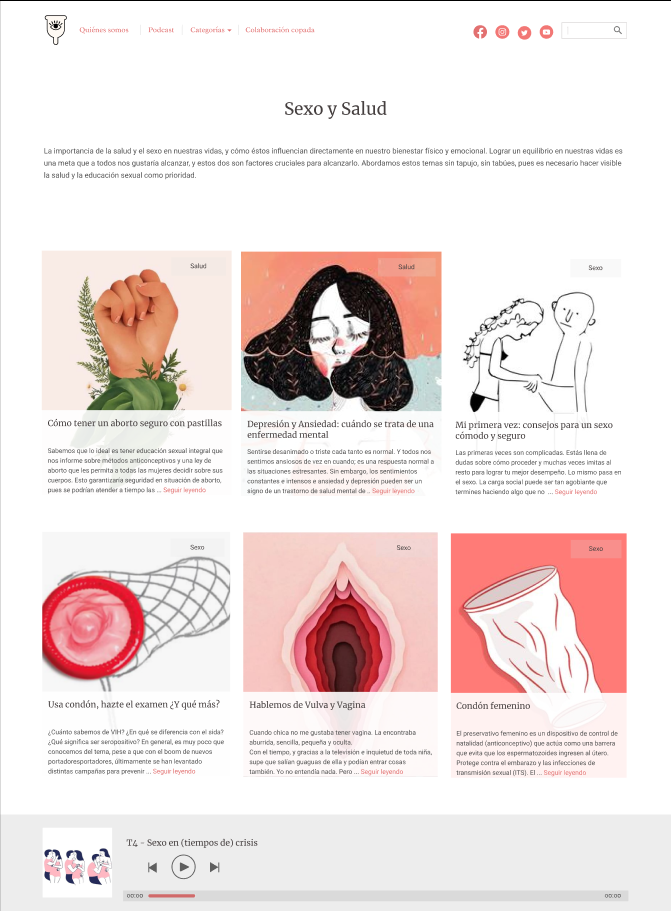 Quiénes somos
Podcast
Categorías
Colaboración copada
Sexo y Salud
La importancia de la salud y el sexo en nuestras vidas, y cómo éstos influencian directamente en nuestro bienestar físico y emocional. Lograr un equilibrio en nuestras vidas es
una meta que a todos nos gustaría alcanzar, y estos dos son factores cruciales para alcanzarlo. Abordamos estos temas sin tapujo, sin tabúes, pues es necesario hacer visible
la salud y la educación sexual como prioridad.
Salud
Cómo tener un aborto seguro con pastillas
Sabemos que lo ideal es tener educación sexual integral que
nos informe sobre métodos anticonceptivos y una ley de
aborto que les permita a todas las mujeres decidir sobre sus
cuerpos. Esto garantizaría seguridad en situación de aborto,
pues se podrían atender a tiempo las ... Seguir leyendo
Salud
Depresión y Ansiedad: cuándo se trata de una
enfermedad mental
Sentirse desanimado o triste cada tanto es normal. Y todos nos
sentimos ansiosos de vez en cuando; es una respuesta normal a
las situaciones estresantes. Sin embargo, los sentimientos
constantes e intensos e ansiedad y depresión pueden ser un
signo de un trastorno de salud mental de .. Seguir leyendo
Sexo
Mi primera vez: consejos para un sexo
cómodo y seguro
Las primeras veces son complicadas. Estás llena de
dudas sobre cómo proceder y muchas veces imitas al
resto para lograr tu mejor desempeño. Lo mismo pasa en
el sexo. La carga social puede ser tan agobiante que
termines haciendo algo que no ... Seguir leyendo
Sexo
Usa condón, hazte el examen ¿Y qué más?
¿Cuánto sabemos de VIH? ¿En qué se diferencia con el sida?
¿Qué significa ser seropositivo? En general, es muy poco que
conocemos del tema, pese a que con el boom de nuevos
portadoresportadores, últimamente se han levantado
distintas campañas para prevenir ... Seguir leyendo
Sexo
Hablemos de Vulva y Vagina
Cuando chica no me gustaba tener vagina. La encontraba
aburrida, sencilla, pequeña y oculta.
Con el tiempo, y gracias a la televisión e inquietud de toda niña,
supe que salían guaguas de ella y podían entrar cosas
también. Yo no entendía nada. Pero ... Seguir leyendo
Sexo
Condón femenino
El preservativo femenino es un dispositivo de control de
natalidad (anticonceptivo) que actúa como una barrera
que evita que los espermatozoides ingresen al útero.
Protege contra el embarazo y las infecciones de
transmisión sexual (ITS). El ... Seguir leyendo
T4 - Sexo en (tiempos de) crisis
00:00
00:00